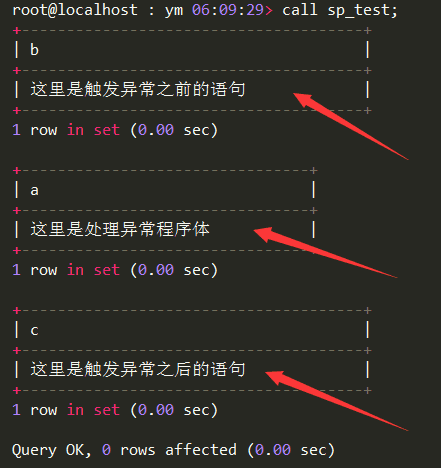 root@localhost : ym 06:09:29> call sp_test;
+--------------------------------------+
| b                                    |
+--------------------------------------+
| 这里是触发异常之前的语句             |
+--------------------------------------+
1 row in set (0.00 sec)
+--------------------------------+
| a                              |
+--------------------------------+
| 这里是处理异常程序体           |
+--------------------------------+
1 row in set (0.00 sec)
+--------------------------------------+
| c                                    |
+--------------------------------------+
| 这里是触发异常之后的语句             |
+--------------------------------------+
1 row in set (0.00 sec)
Query OK, 0 rows affected (0.00 sec)